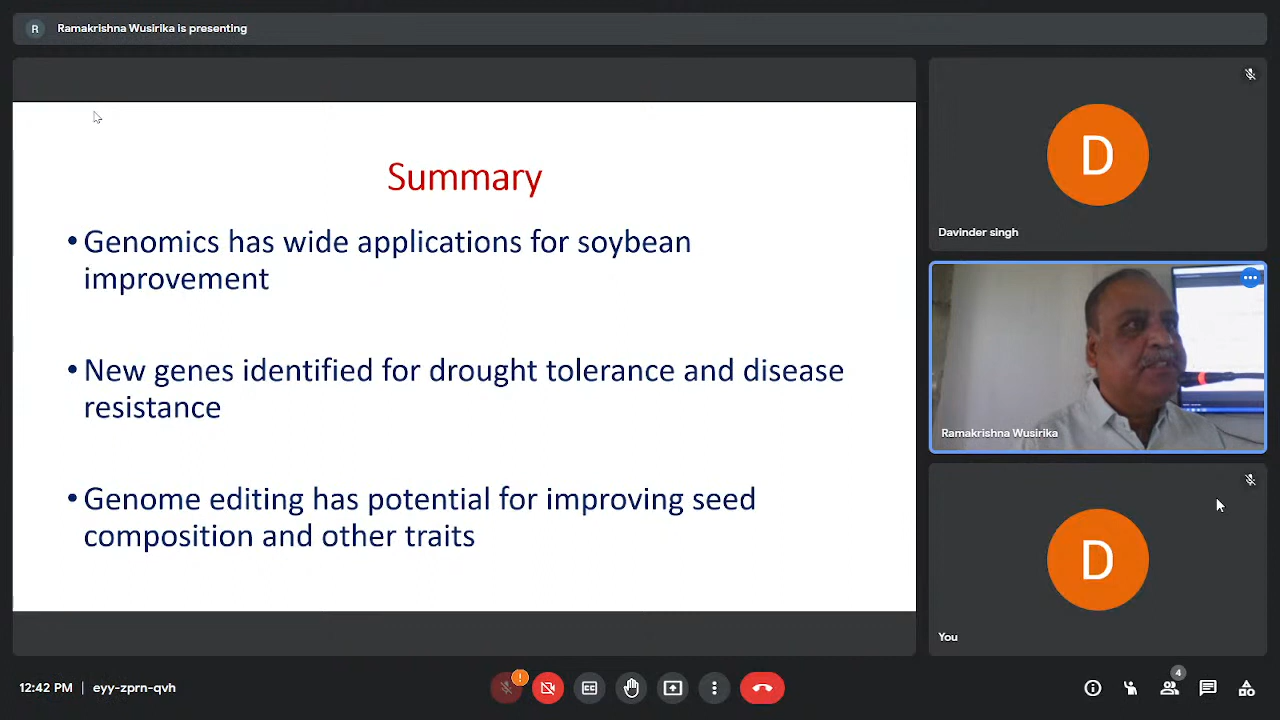 R Ramakrishna Wusirika is presenting
Summary
• Genomics has wide applications for soybean
improvement
• New genes identified for drought tolerance and disease
resistance
• Genome editing has potential for improving seed
composition and other traits
D
Davinder singh
Ramakrishna Wusirika
D
You
12:42 PM | eyy-zprn-qvh
!
CC
4